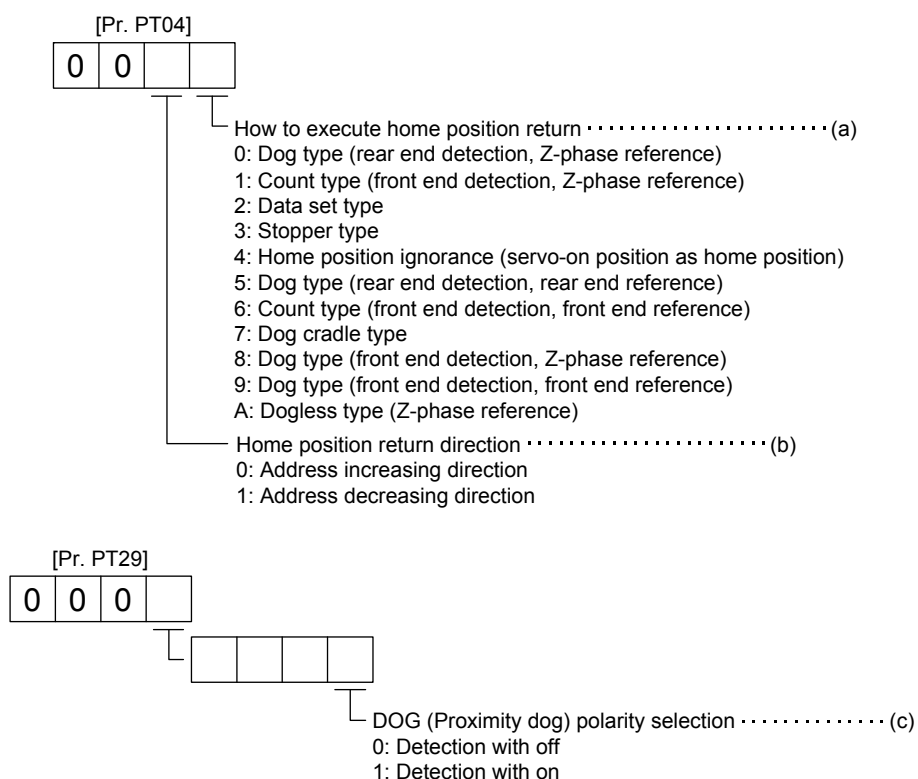 [Pr. PT04]
0 0
How to execute home position return ······················· (a)
0: Dog type (rear end detection, Z-phase reference)
1: Count type (front end detection, Z-phase reference)
2: Data set type
3: Stopper type
4: Home position ignorance (servo-on position as home position)
5: Dog type (rear end detection, rear end reference)
6: Count type (front end detection, front end reference)
7: Dog cradle type
8: Dog type (front end detection, Z-phase reference)
9: Dog type (front end detection, front end reference)
A: Dogless type (Z-phase reference)
Home position return direction ······················· (b)
0: Address increasing direction
1: Address decreasing direction
[Pr. PT29]
0 0 0
DOG (Proximity dog) polarity selection ·············· (c)
0: Detection with off
1: Detection with on